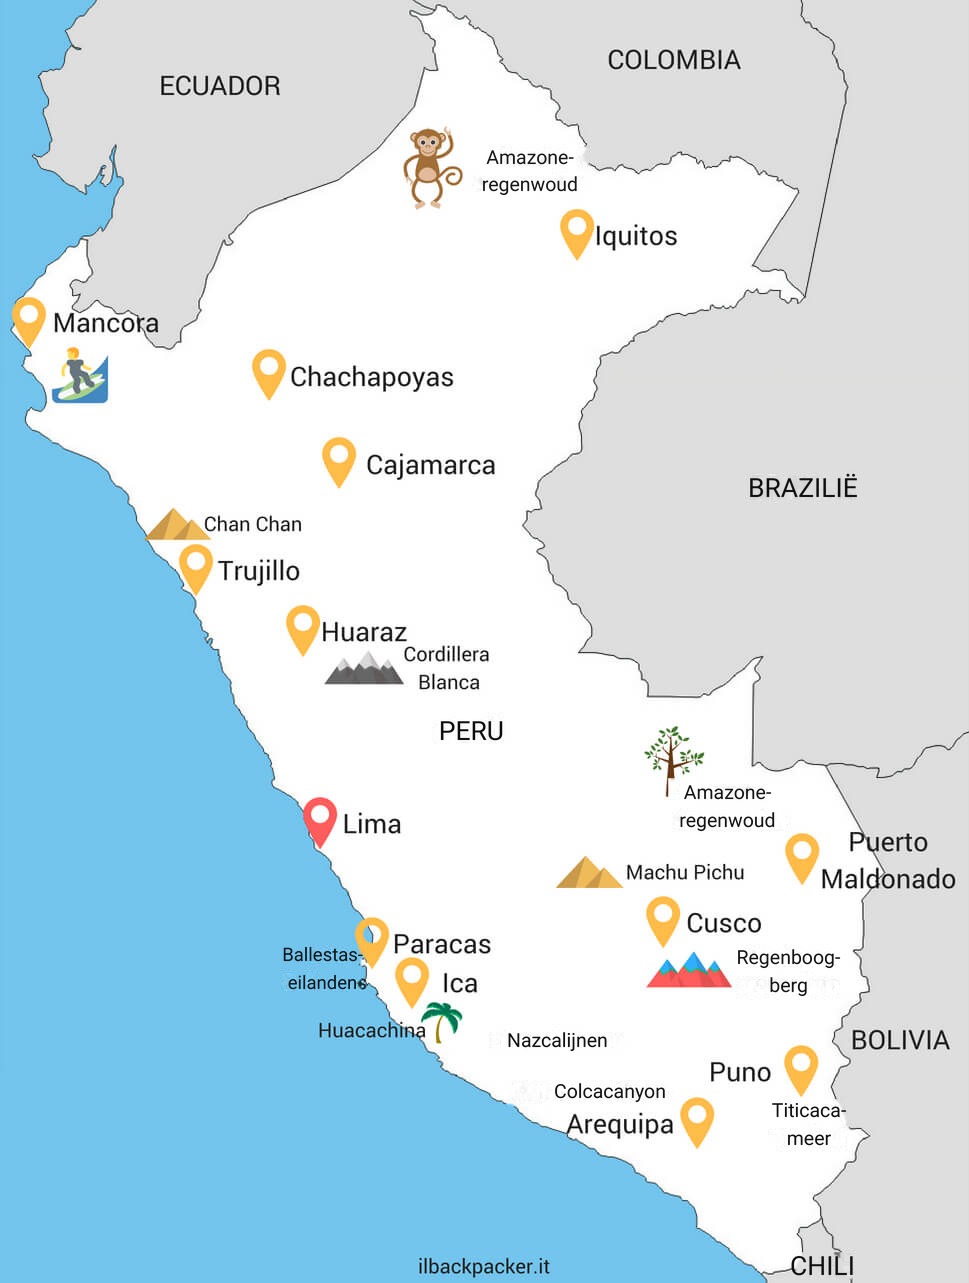 COLOMBIA
ECUADOR
Amazone-
regenwoud
Iquitos
Mancora
Chachapoyas
Cajamarca
BRAZILIË
Chan Chan
Trujillo
Huaraz
Cordillera
Blanca
PERU
Amazone-
regenwoud
Lima
Puerto
Maldonado
Machu Pichu
Cusco
Paracas
Ballestas-
eilanden
Regenboog-
berg
Ica
Huacachina
Nazcalijnen
BOLIVIA
Puno
Colcacanyon
Titicaca-
meer
Arequipa
CHILI
ilbackpacker.it